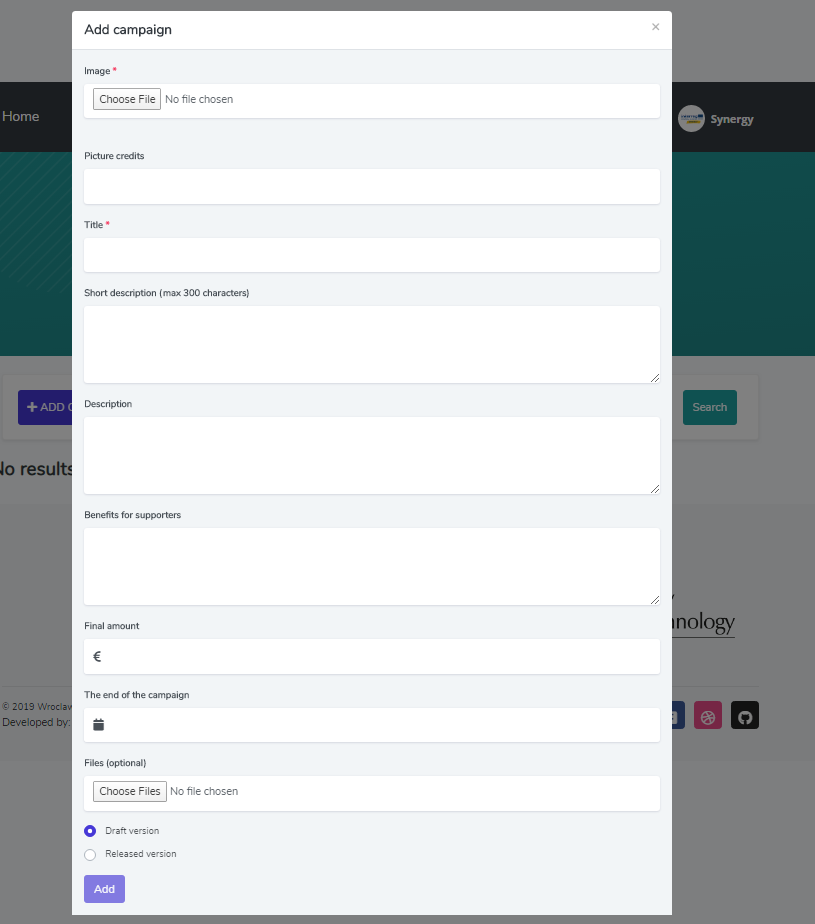 Add campaign ×
Image *
Choose File No file chosen
Home
Synergy
Picture credits
Title *
Short description (max 300 characters)
Description
ADD
Search
No results
Benefits for supporters
Final amount
€
The end of the campaign
© 2019 Wrocław
Developed by:
Files (optional)
Choose Files No file chosen
Draft version
Released version
Add